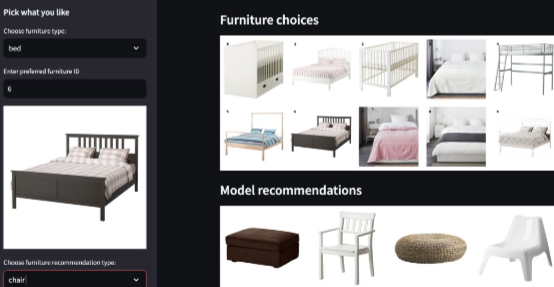 Pick what you like
Choose furniture type:
bed
Enter preferred furniture ID
6
Choose furniture recommendation type:
chair
Furniture choices
Model recommendations